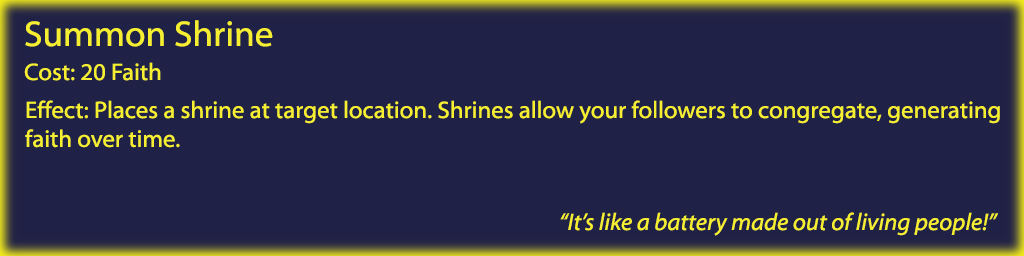 Summon Shrine
Cost: 20 Faith
Effect: Places a shrine at target location. Shrines allow your followers to congregate, generating
faith over time.
“It’s like a battery made out of living people!”